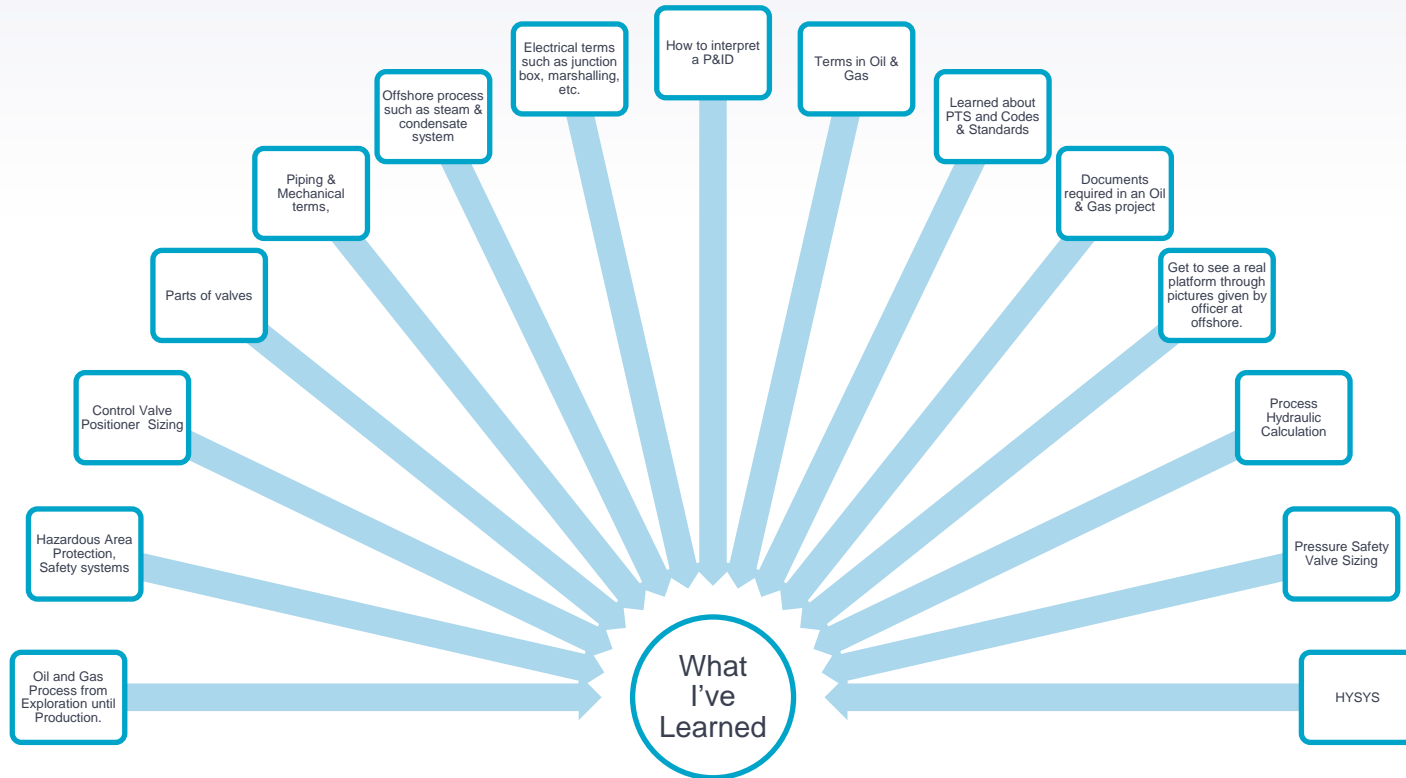 Electrical terms
such as junction
box, marshalling,
etc.
How to interpret
a P&ID
Terms in Oil &
Gas
Offshore process
such as steam &
condensate
system
Learned about
PTS and Codes
& Standards
Piping &
Mechanical
terms,
Documents
required in an Oil
& Gas project
Parts of valves
Get to see a real
platform through
pictures given by
officer at
offshore.
Control Valve
Positioner  Sizing
Process
Hydraulic
Calculation
Hazardous Area
Protection,
Safety systems
Pressure Safety
Valve Sizing
Oil and Gas
Process from
Exploration until
Production.
What
I’ve
Learned
HYSYS